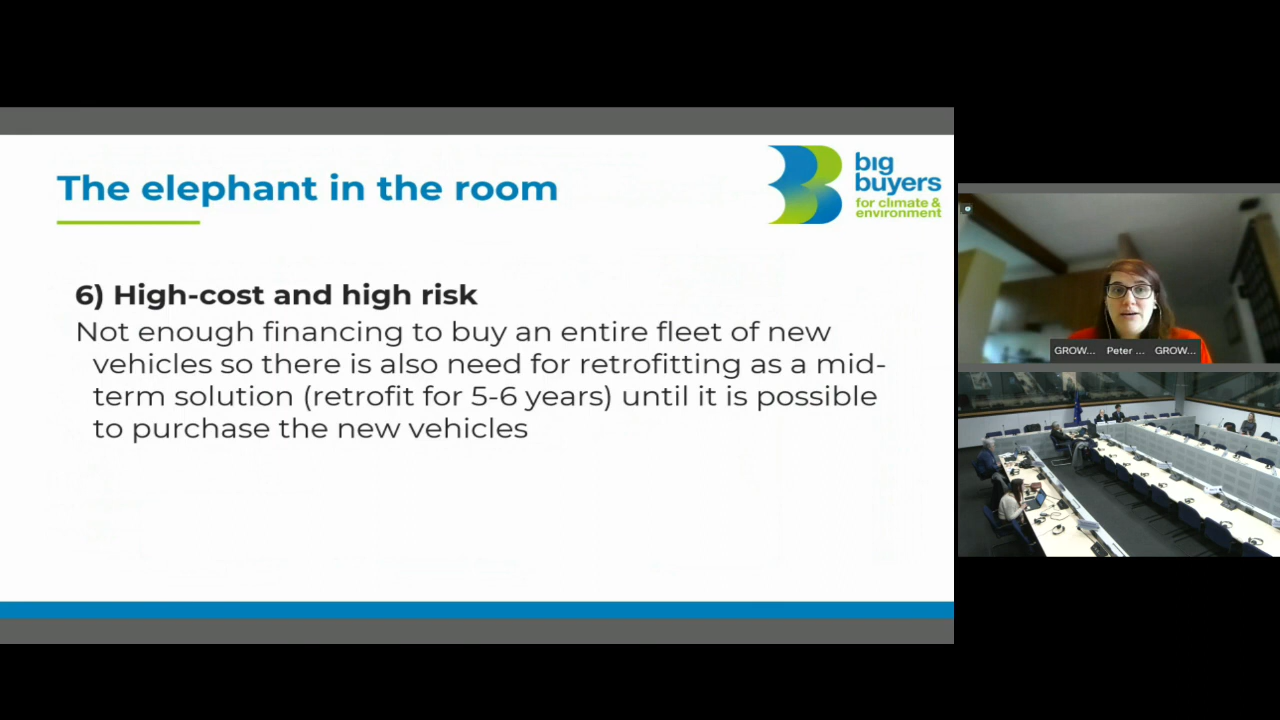 The elephant in the room
big
buyers
for climate &
environment
6) High-cost and high risk
Not enough financing to buy an entire fleet of new
vehicles so there is also need for retrofitting as a mid-
term solution (retrofit for 5-6 years) until it is possible
to purchase the new vehicles
GROW... Peter ... GROW...